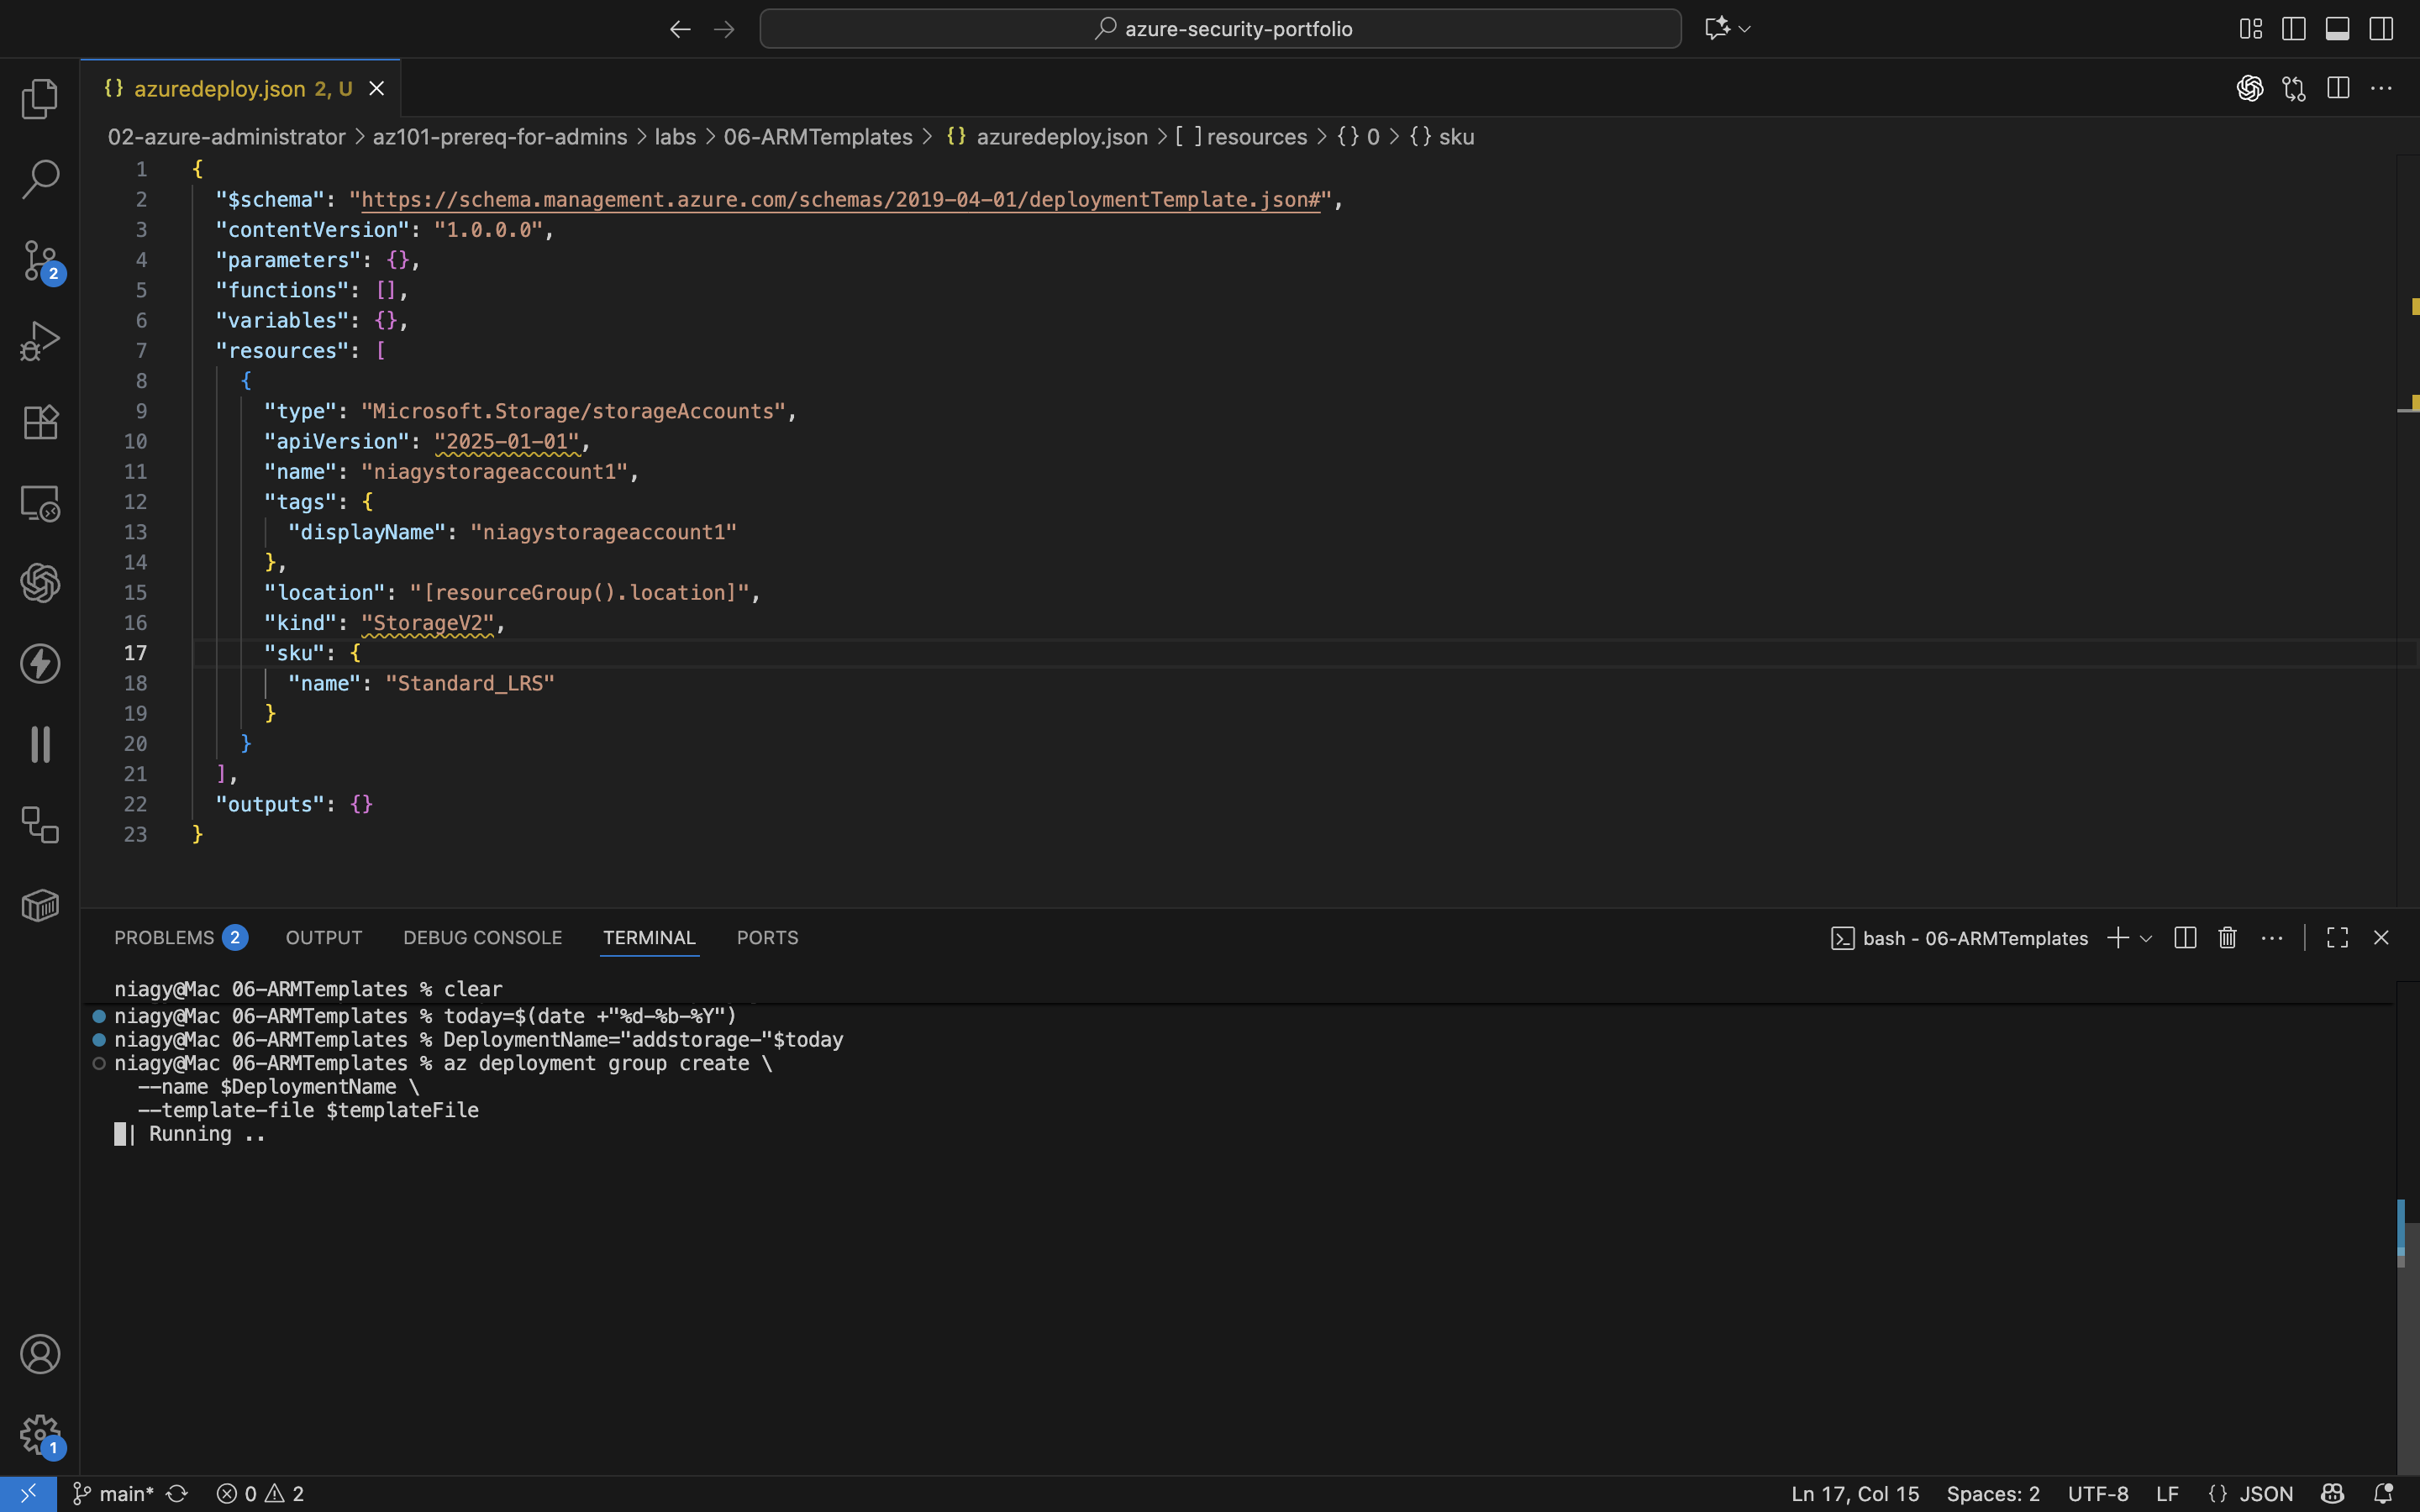 azure-security-portfolio
{} azuredeploy.json 2, U
02-azure-administrator > az101-prereq-for-admins > labs > 06-ARMTemplates > {} azuredeploy.json > [ ] resources > {} 0 > {} sku
1 {
2 "$schema": "https://schema.management.azure.com/schemas/2019-04-01/deploymentTemplate.json#",
3 "contentVersion": "1.0.0.0",
4 "parameters": {},
5 "functions": [],
6 "variables": {},
7 "resources": [
8 {
9 "type": "Microsoft.Storage/storageAccounts",
10 "apiVersion": "2025-01-01",
11 "name": "niagystorageaccount1",
12 "tags": {
13 "displayName": "niagystorageaccount1"
14 },
15 "location": "[resourceGroup().location]",
16 "kind": "StorageV2",
17 "sku": {
18 "name": "Standard_LRS"
19 }
20 }
21 ],
22 "outputs": {}
23 }
2
PROBLEMS 2 OUTPUT DEBUG CONSOLE TERMINAL PORTS bash - 06-ARMTemplates
niagy@Mac 06-ARMTemplates % clear
niagy@Mac 06-ARMTemplates % today=$(date +"%d-%b-%Y")
niagy@Mac 06-ARMTemplates % DeploymentName="addstorage-"$today
niagy@Mac 06-ARMTemplates % az deployment group create \
--name $DeploymentName \
--template-file $templateFile
| Running ..
1
main* 0 2 Ln 17, Col 15 Spaces: 2 UTF-8 LF {} JSON